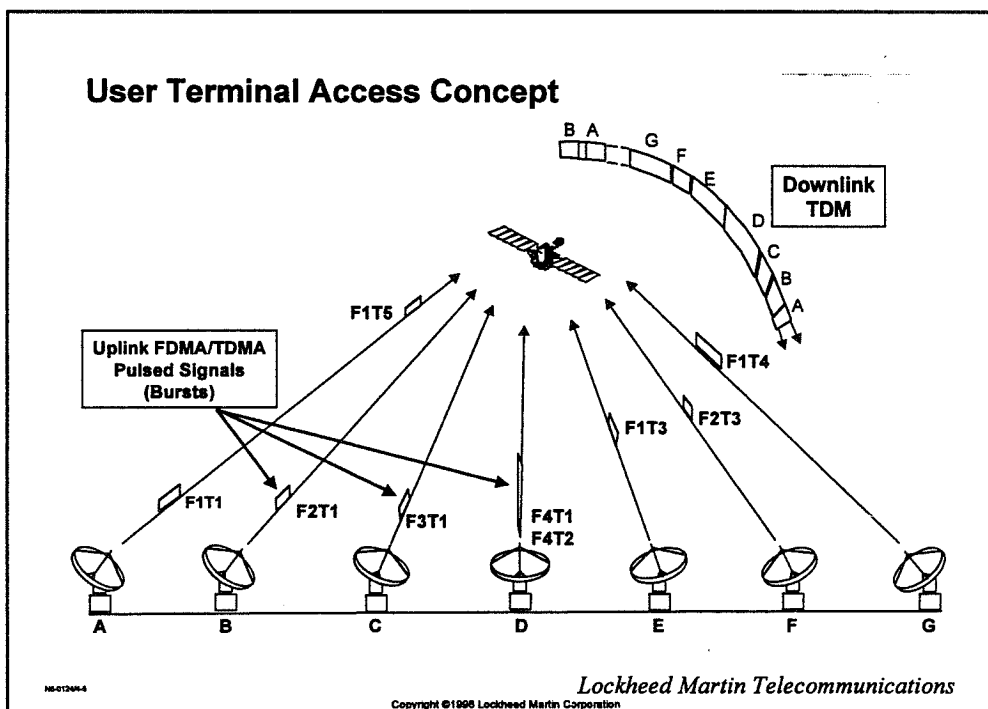 User Terminal Access Concept
B A G F E D C B A
Downlink
TDM
F1T5
Uplink FDMA/TDMA
Pulsed Signals
(Bursts)
F1T4
F2T3
F1T3
F1T1
F2T1
F3T1
F4T1
F4T2
A B C D E F G
Lockheed Martin Telecommunications
Copyright ©1996 Lockheed Martin Corporation